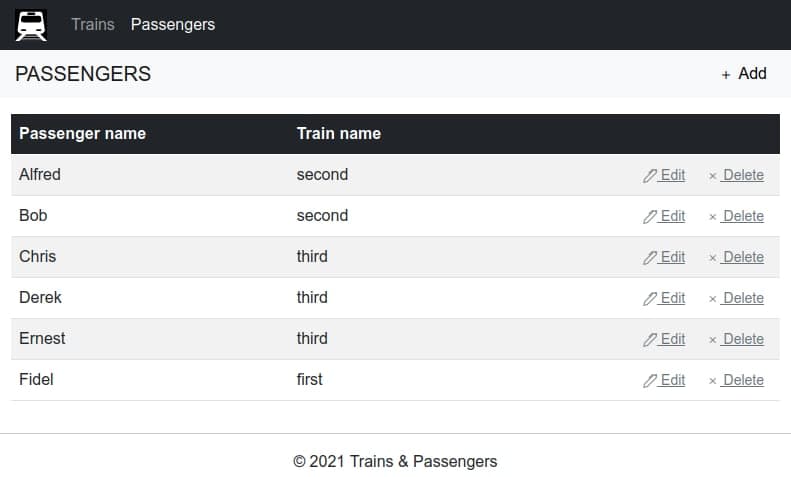 Trains Passengers
PASSENGERS
+ Add
Passenger name Train name
Alfred second Edit × Delete
Bob second Edit × Delete
Chris third Edit × Delete
Derek third Edit × Delete
Ernest third Edit × Delete
Fidel first Edit × Delete
© 2021 Trains & Passengers